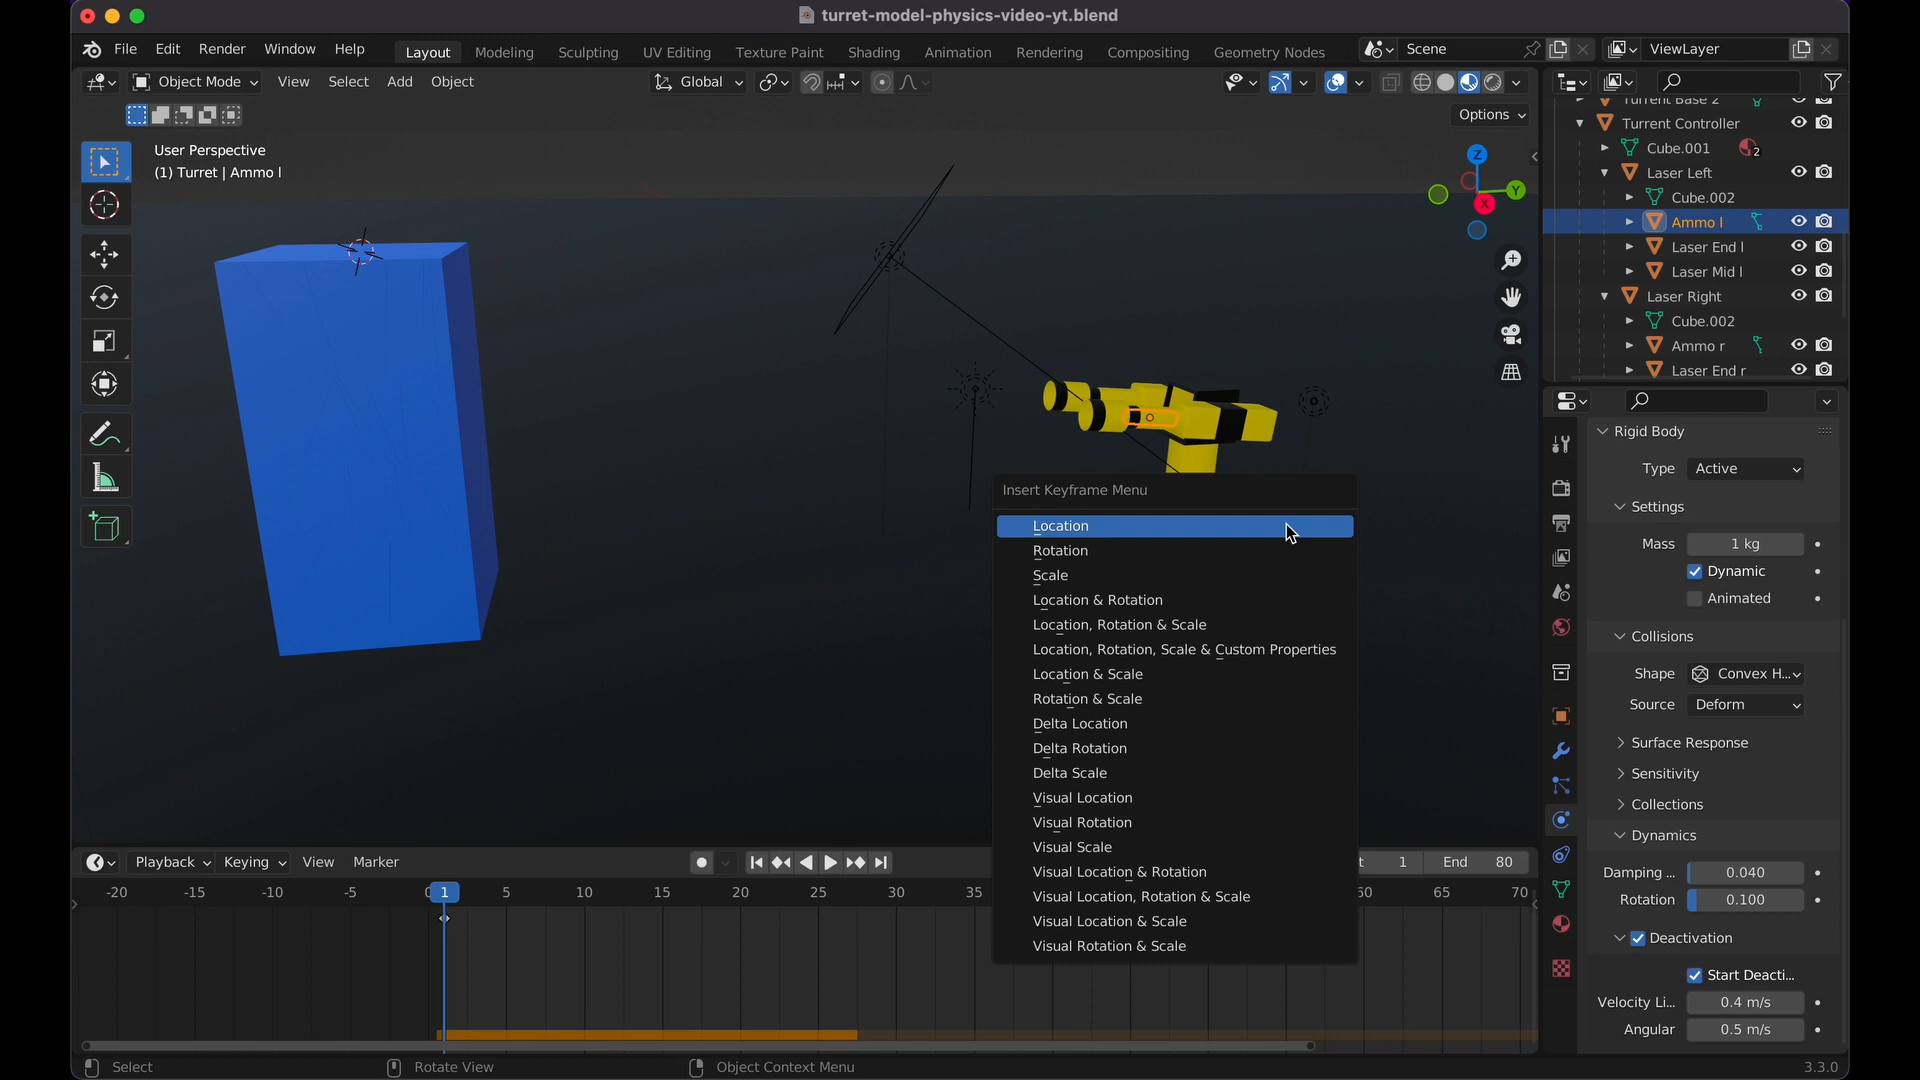 turret-model-physics-video-yt.blend
File Edit Render Window Help
Layout Modeling Sculpting UV Editing Texture Paint Shading Animation Rendering Compositing Geometry Nodes
Scene
ViewLayer
Object Mode View Select Add Object
Global
Options
User Perspective
(1) Turret | Ammo l
Z
Y
X
Turrent Base 2
Turrent Controller
Cube.001
2
Laser Left
Cube.002
Ammo l
Laser End l
Laser Mid l
Laser Right
Cube.002
Ammo r
Laser End r
Insert Keyframe Menu
Location
Rotation
Scale
Location & Rotation
Location, Rotation & Scale
Location, Rotation, Scale & Custom Properties
Location & Scale
Rotation & Scale
Delta Location
Delta Rotation
Delta Scale
Visual Location
Visual Rotation
Visual Scale
Visual Location & Rotation
Visual Location, Rotation & Scale
Visual Location & Scale
Visual Rotation & Scale
Rigid Body
Type Active
Settings
Mass 1 kg
Dynamic
Animated
Collisions
Shape Convex H...
Source Deform
Surface Response
Sensitivity
Collections
Dynamics
Damping ... 0.040
Rotation 0.100
Deactivation
Start Deacti...
Velocity Li... 0.4 m/s
Angular 0.5 m/s
Playback Keying View Marker
t 1 End 80
-20 -15 -10 -5 0 1 5 10 15 20 25 30 35 60 65 70
Select Rotate View Object Context Menu
3.3.0